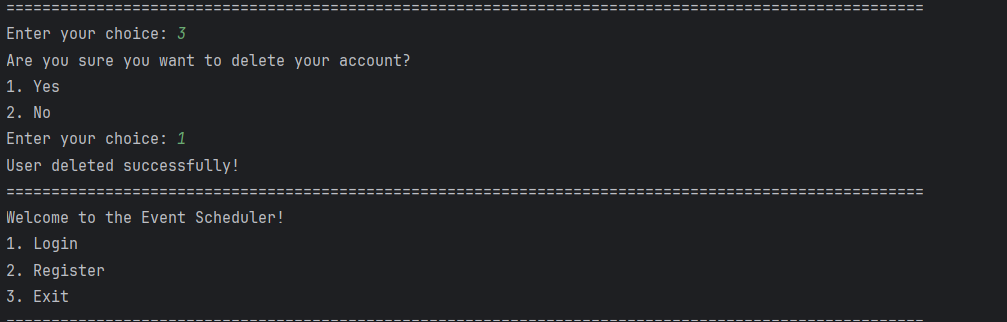 ======================================================================================================
Enter your choice: 3
Are you sure you want to delete your account?
1. Yes
2. No
Enter your choice: 1
User deleted successfully!
======================================================================================================
Welcome to the Event Scheduler!
1. Login
2. Register
3. Exit
======================================================================================================